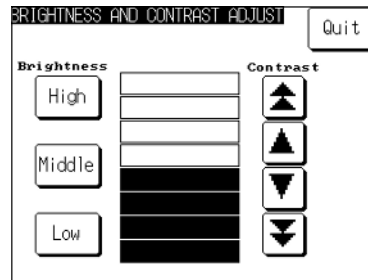 BRIGHTNESS AND CONTRAST ADJUST
Quit
Brightness
Contrast
High
Middle
Low